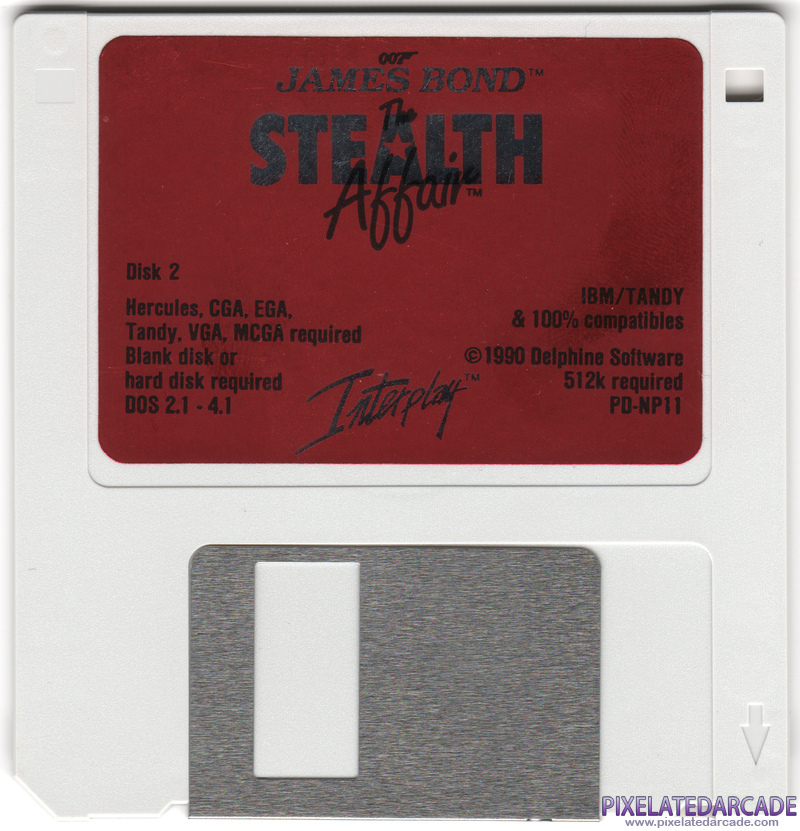 007
JAMES BOND™
The
STEALTH
Affair™
Disk 2
Hercules, CGA, EGA,
Tandy, VGA, MCGA required
Blank disk or
hard disk required
DOS 2.1 - 4.1
IBM/TANDY
& 100% compatibles
©1990 Delphine Software
512k required
PD-NP11
Interplay™
PIXELATEDARCADE
www.pixelatedarcade.com